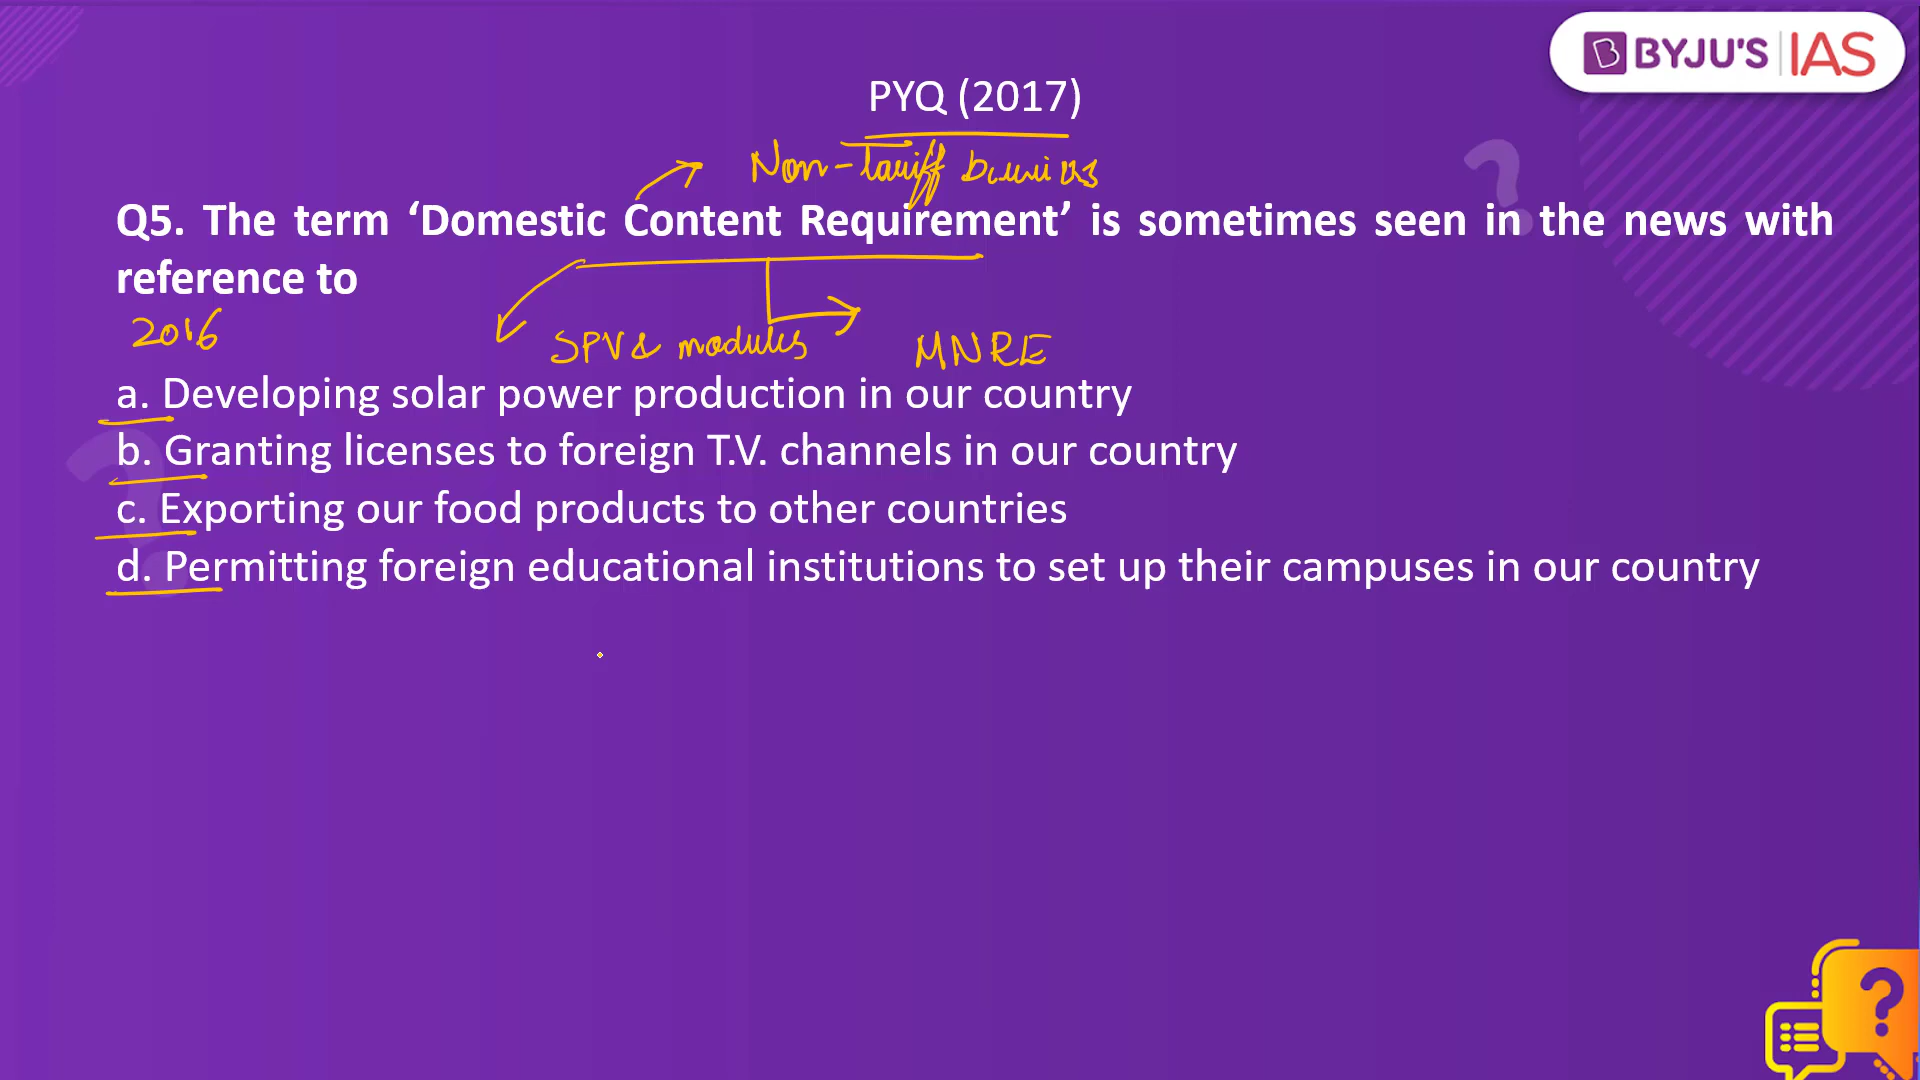 BYJU'S IAS
PYQ (2017)
Non-Tariff barriers
Q5. The term ‘Domestic Content Requirement’ is sometimes seen in the news with
reference to
2016
SPV & modules MNRE
a. Developing solar power production in our country
b. Granting licenses to foreign T.V. channels in our country
c. Exporting our food products to other countries
d. Permitting foreign educational institutions to set up their campuses in our country